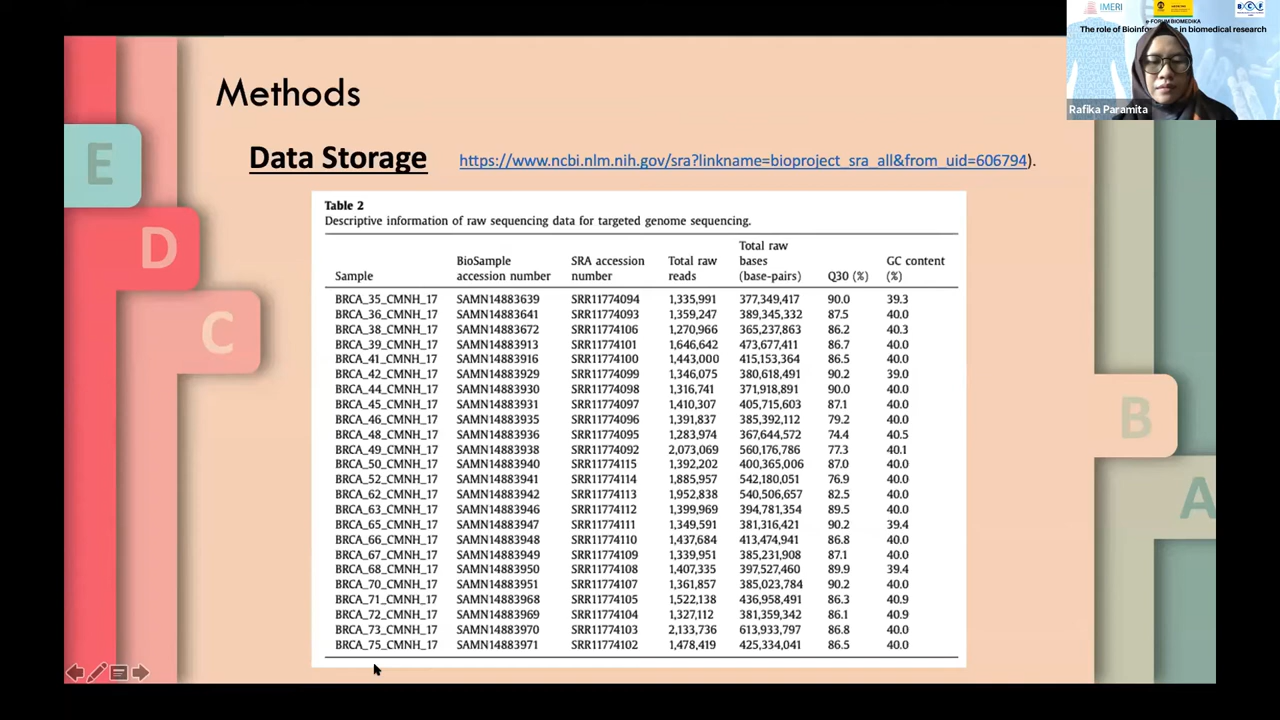 IMERI
e-FORUM BIOMEDIKA
The role of Bioinformatics in biomedical research
Rafika Paramita
Methods
E
D
C
B
A
Data Storage https://www.ncbi.nlm.nih.gov/sra?linkname=bioproject_sra_all&from_uid=606794).
Table 2
Descriptive information of raw sequencing data for targeted genome sequencing.
Sample BioSample accession number SRA accession number Total raw reads Total raw bases (base-pairs) Q30 (%) GC content (%)
BRCA_35_CMNH_17 SAMN14883639 SRR11774094 1,335,991 377,349,417 90.0 39.3
BRCA_36_CMNH_17 SAMN14883641 SRR11774093 1,359,247 389,345,332 87.5 40.0
BRCA_38_CMNH_17 SAMN14883672 SRR11774106 1,270,966 365,237,863 86.2 40.3
BRCA_39_CMNH_17 SAMN14883913 SRR11774101 1,646,642 473,677,411 86.7 40.0
BRCA_41_CMNH_17 SAMN14883916 SRR11774100 1,443,000 415,153,364 86.5 40.0
BRCA_42_CMNH_17 SAMN14883929 SRR11774099 1,346,075 380,618,491 90.2 39.0
BRCA_44_CMNH_17 SAMN14883930 SRR11774098 1,316,741 371,918,891 90.0 40.0
BRCA_45_CMNH_17 SAMN14883931 SRR11774097 1,410,307 405,715,603 87.1 40.0
BRCA_46_CMNH_17 SAMN14883935 SRR11774096 1,391,837 385,392,112 79.2 40.0
BRCA_48_CMNH_17 SAMN14883936 SRR11774095 1,283,974 367,644,572 74.4 40.5
BRCA_49_CMNH_17 SAMN14883938 SRR11774092 2,073,069 560,176,786 77.3 40.1
BRCA_50_CMNH_17 SAMN14883940 SRR11774115 1,392,202 400,365,006 87.0 40.0
BRCA_52_CMNH_17 SAMN14883941 SRR11774114 1,885,957 542,180,051 76.9 40.0
BRCA_62_CMNH_17 SAMN14883942 SRR11774113 1,952,838 540,506,657 82.5 40.0
BRCA_63_CMNH_17 SAMN14883946 SRR11774112 1,399,969 394,781,354 89.5 40.0
BRCA_65_CMNH_17 SAMN14883947 SRR11774111 1,349,591 381,316,421 90.2 39.4
BRCA_66_CMNH_17 SAMN14883948 SRR11774110 1,437,684 413,474,941 86.8 40.0
BRCA_67_CMNH_17 SAMN14883949 SRR11774109 1,339,951 385,231,908 87.1 40.0
BRCA_68_CMNH_17 SAMN14883950 SRR11774108 1,407,335 397,527,460 89.9 39.4
BRCA_70_CMNH_17 SAMN14883951 SRR11774107 1,361,857 385,023,784 90.2 40.0
BRCA_71_CMNH_17 SAMN14883968 SRR11774105 1,522,138 436,958,491 86.3 40.9
BRCA_72_CMNH_17 SAMN14883969 SRR11774104 1,327,112 381,359,342 86.1 40.9
BRCA_73_CMNH_17 SAMN14883970 SRR11774103 2,133,736 613,933,797 86.8 40.0
BRCA_75_CMNH_17 SAMN14883971 SRR11774102 1,478,419 425,334,041 86.5 40.0